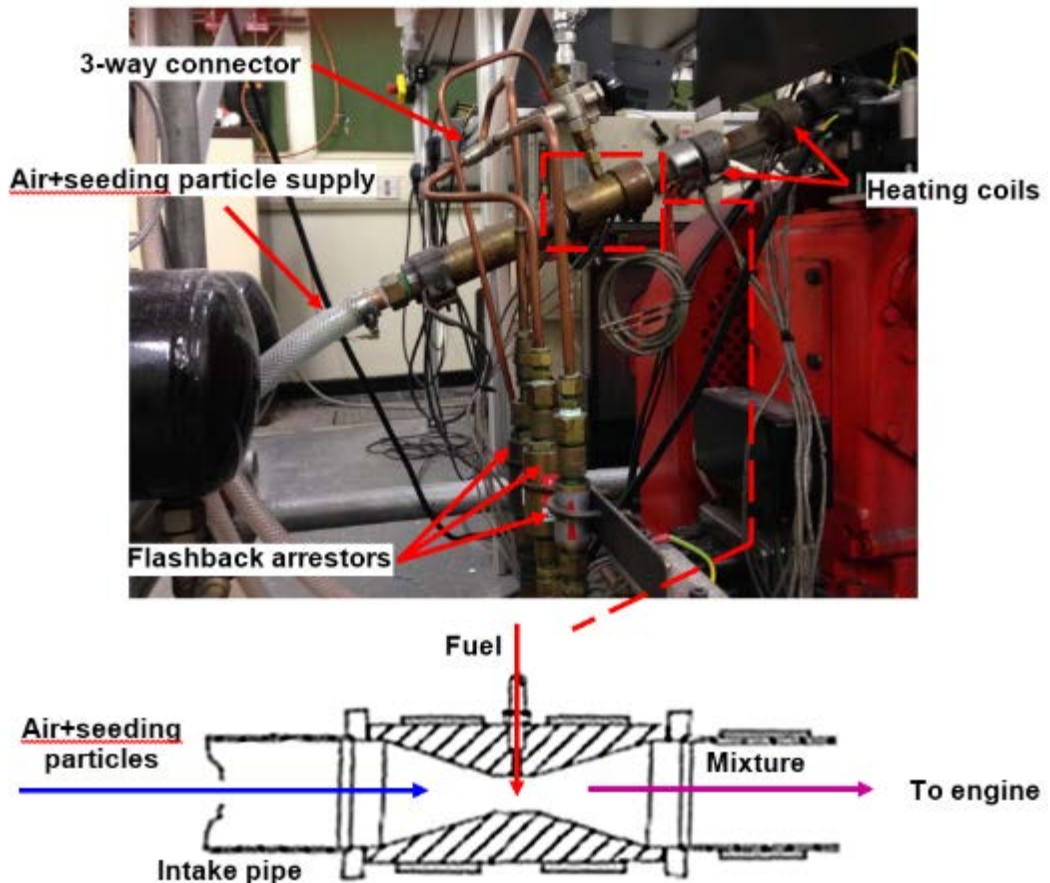 3-way connector
Air+seeding particle supply
Heating coils
Flashback arrestors
Fuel
Air+seeding
particles
Mixture
To engine
Intake pipe